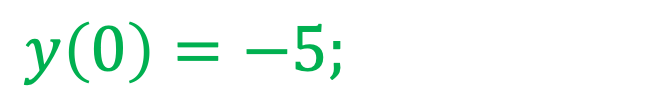 y(0) = −5;